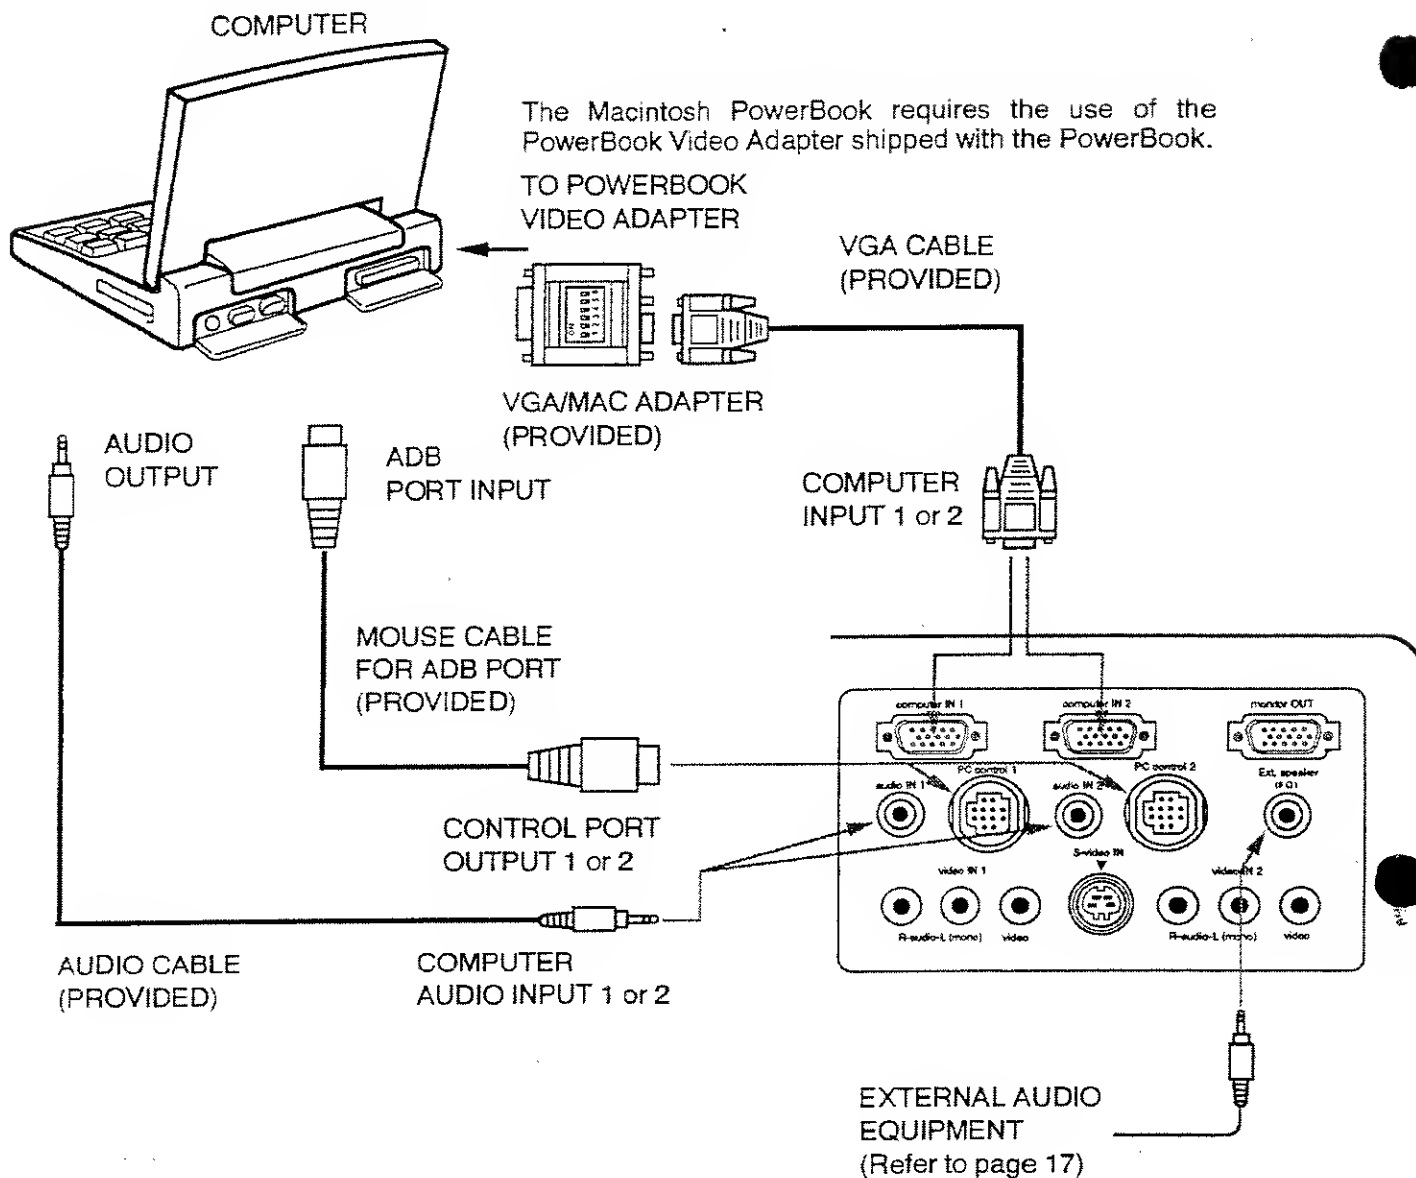 COMPUTER
The Macintosh PowerBook requires the use of the
PowerBook Video Adapter shipped with the PowerBook.
TO POWERBOOK
VIDEO ADAPTER
VGA CABLE
(PROVIDED)
VGA/MAC ADAPTER
(PROVIDED)
AUDIO
OUTPUT
ADB
PORT INPUT
COMPUTER
INPUT 1 or 2
MOUSE CABLE
FOR ADB PORT
(PROVIDED)
computer IN 1
computer IN 2
monitor OUT
audio IN 1
PC control 1
audio IN 2
PC control 2
Ext. speaker
(8 Ω)
CONTROL PORT
OUTPUT 1 or 2
video IN 1
S-video IN
video IN 2
R-audio-L (mono)
video
R-audio-L (mono)
video
AUDIO CABLE
(PROVIDED)
COMPUTER
AUDIO INPUT 1 or 2
EXTERNAL AUDIO
EQUIPMENT
(Refer to page 17)